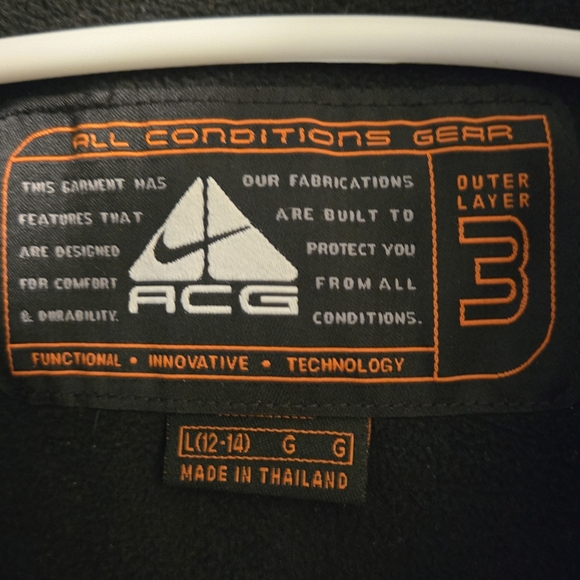 ALL CONDITIONS GEAR
THIS GARMENT HAS
FEATURES THAT
ARE DESIGNED
FOR COMFORT
& DURABILITY.
ACG
OUR FABRICATIONS
ARE BUILT TO
PROTECT YOU
FROM ALL
CONDITIONS.
OUTER
LAYER
3
FUNCTIONAL • INNOVATIVE • TECHNOLOGY
L(12-14) G G
MADE IN THAILAND